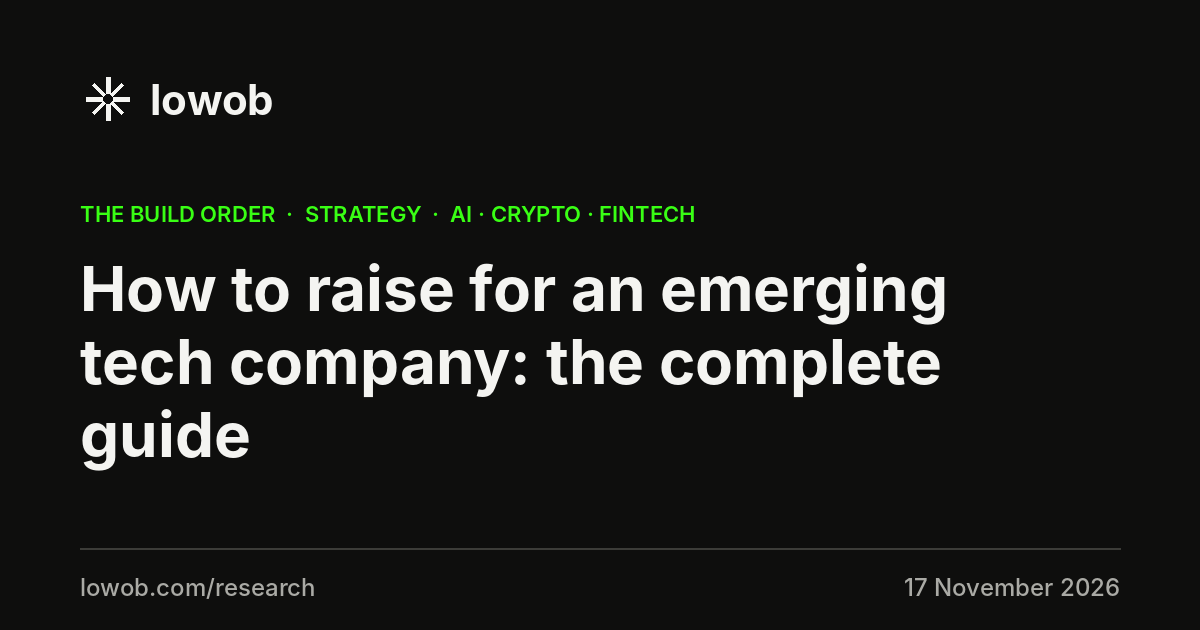 lowob
THE BUILD ORDER · STRATEGY · AI · CRYPTO · FINTECH
How to raise for an emerging
tech company: the complete
guide
lowob.com/research
17 November 2026